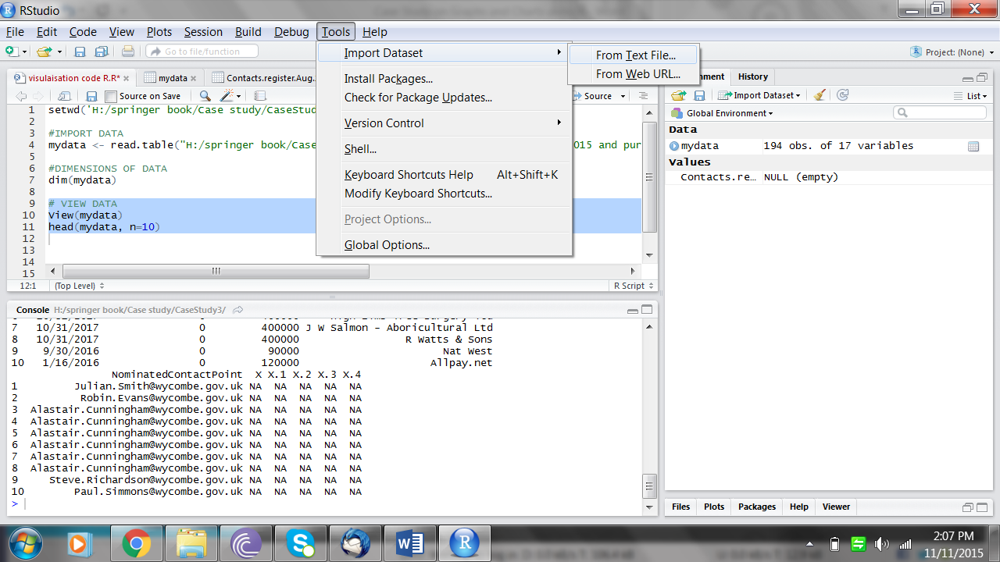 RStudio
File Edit Code View Plots Session Build Debug Tools Help
Go to file/function
Project: (None)
Import Dataset
From Text File...
From Web URL...
Install Packages...
Check for Package Updates...
Version Control
Shell...
Keyboard Shortcuts Help Alt+Shift+K
Modify Keyboard Shortcuts...
Project Options...
Global Options...
visulaisation code R.R* mydata Contacts.register.Aug...
Source on Save
Source
1 setwd('H:/springer book/Case study/CaseStud
2
3 #IMPORT DATA
4 mydata <- read.table("H:/springer book/Case 2015 and pur
5
6 #DIMENSIONS OF DATA
7 dim(mydata)
8
9 # VIEW DATA
10 View(mydata)
11 head(mydata, n=10)
12
13
14
15
12:1 (Top Level) R Script
Console H:/springer book/Case study/CaseStudy3/
7 10/31/2017 0 400000 J W Salmon - Aboricultural Ltd
8 10/31/2017 0 400000 R Watts & Sons
9 9/30/2016 0 90000 Nat West
10 1/16/2016 0 120000 Allpay.net
NominatedContactPoint X X.1 X.2 X.3 X.4
1 Julian.Smith@wycombe.gov.uk NA NA NA NA NA
2 Robin.Evans@wycombe.gov.uk NA NA NA NA NA
3 Alastair.Cunningham@wycombe.gov.uk NA NA NA NA NA
4 Alastair.Cunningham@wycombe.gov.uk NA NA NA NA NA
5 Alastair.Cunningham@wycombe.gov.uk NA NA NA NA NA
6 Alastair.Cunningham@wycombe.gov.uk NA NA NA NA NA
7 Alastair.Cunningham@wycombe.gov.uk NA NA NA NA NA
8 Alastair.Cunningham@wycombe.gov.uk NA NA NA NA NA
9 Steve.Richardson@wycombe.gov.uk NA NA NA NA NA
10 Paul.Simmons@wycombe.gov.uk NA NA NA NA NA
>
nment History
Import Dataset List
Global Environment
Data
mydata 194 obs. of 17 variables
Values
Contacts.re... NULL (empty)
Files Plots Packages Help Viewer
2:07 PM
11/11/2015